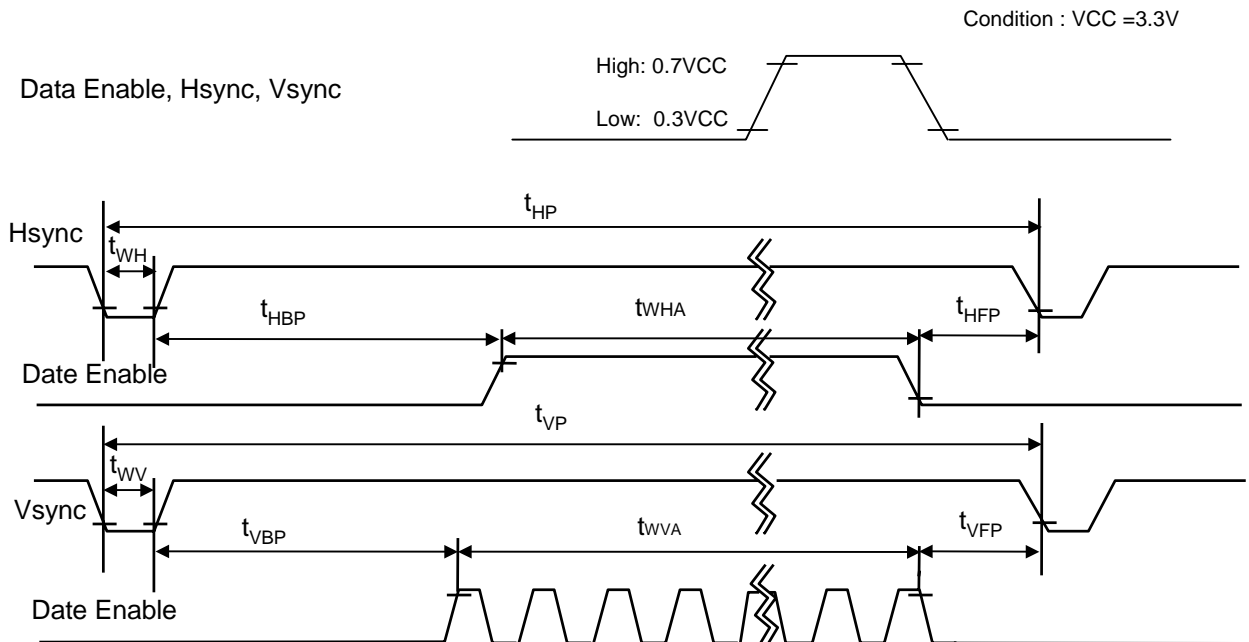 Condition : VCC =3.3V
High: 0.7VCC
Data Enable, Hsync, Vsync
Low: 0.3VCC
tHP
Hsync
tWH
tHBP
tWHA
tHFP
Date Enable
tVP
tWV
Vsync
tVBP
tWVA
tVFP
Date Enable